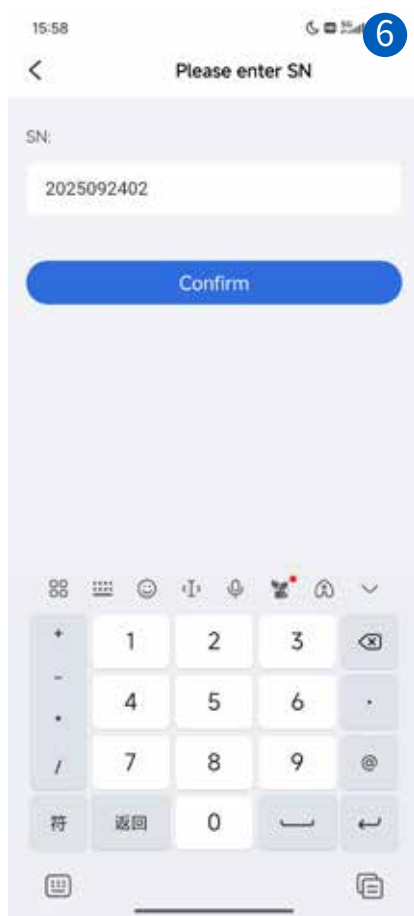 15:58
6
Please enter SN
SN:
2025092402
Confirm
+ 1 2 3
- 4 5 6 .
* 7 8 9 @
/
符 返回 0